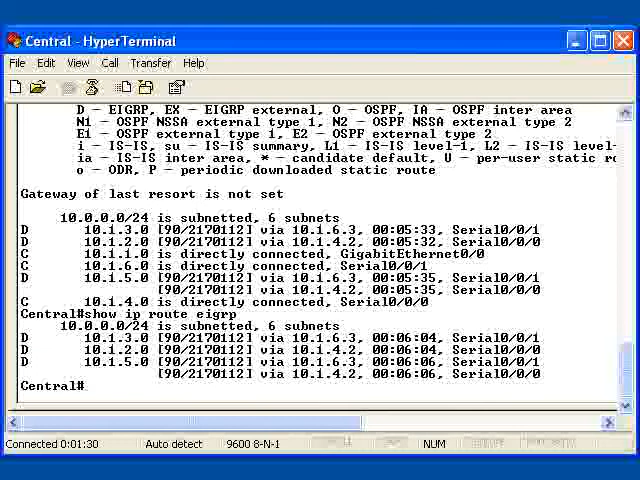 Central - HyperTerminal
File Edit View Call Transfer Help
D - EIGRP, EX - EIGRP external, O - OSPF, IA - OSPF inter area
N1 - OSPF NSSA external type 1, N2 - OSPF NSSA external type 2
E1 - OSPF external type 1, E2 - OSPF external type 2
i - IS-IS, su - IS-IS summary, L1 - IS-IS level-1, L2 - IS-IS level-
ia - IS-IS inter area, * - candidate default, U - per-user static ro
o - ODR, P - periodic downloaded static route
Gateway of last resort is not set
10.0.0.0/24 is subnetted, 6 subnets
D 10.1.3.0 [90/2170112] via 10.1.6.3, 00:05:33, Serial0/0/1
D 10.1.2.0 [90/2170112] via 10.1.4.2, 00:05:32, Serial0/0/0
C 10.1.1.0 is directly connected, GigabitEthernet0/0
C 10.1.6.0 is directly connected, Serial0/0/1
D 10.1.5.0 [90/2170112] via 10.1.6.3, 00:05:35, Serial0/0/1
[90/2170112] via 10.1.4.2, 00:05:35, Serial0/0/0
C 10.1.4.0 is directly connected, Serial0/0/0
Central#show ip route eigrp
10.0.0.0/24 is subnetted, 6 subnets
D 10.1.3.0 [90/2170112] via 10.1.6.3, 00:06:04, Serial0/0/1
D 10.1.2.0 [90/2170112] via 10.1.4.2, 00:06:04, Serial0/0/0
D 10.1.5.0 [90/2170112] via 10.1.6.3, 00:06:06, Serial0/0/1
[90/2170112] via 10.1.4.2, 00:06:06, Serial0/0/0
Central#
Connected 0:01:30 Auto detect 9600 8-N-1 NUM